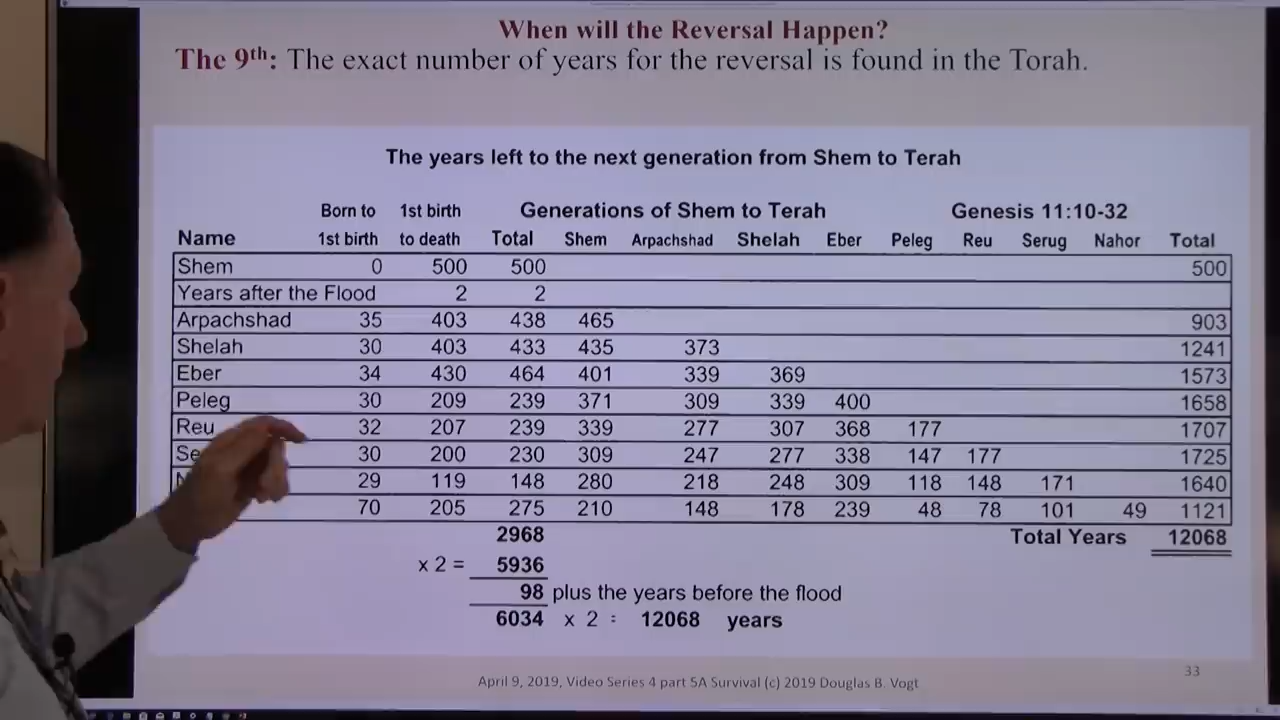 When will the Reversal Happen?
The 9th: The exact number of years for the reversal is found in the Torah.
The years left to the next generation from Shem to Terah
Born to 1st birth Generations of Shem to Terah Genesis 11:10-32
Name 1st birth to death Total Shem Arpachshad Shelah Eber Peleg Reu Serug Nahor Total
Shem 0 500 500 500
Years after the Flood 2 2
Arpachshad 35 403 438 465 903
Shelah 30 403 433 435 373 1241
Eber 34 430 464 401 339 369 1573
Peleg 30 209 239 371 309 339 400 1658
Reu 32 207 239 339 277 307 368 177 1707
Se 30 200 230 309 247 277 338 147 177 1725
N 29 119 148 280 218 248 309 118 148 171 1640
70 205 275 210 148 178 239 48 78 101 49 1121
2968 Total Years 12068
x 2 = 5936
98 plus the years before the flood
6034 x 2 = 12068 years
33
April 9, 2019, Video Series 4 part 5A Survival (c) 2019 Douglas B. Vogt